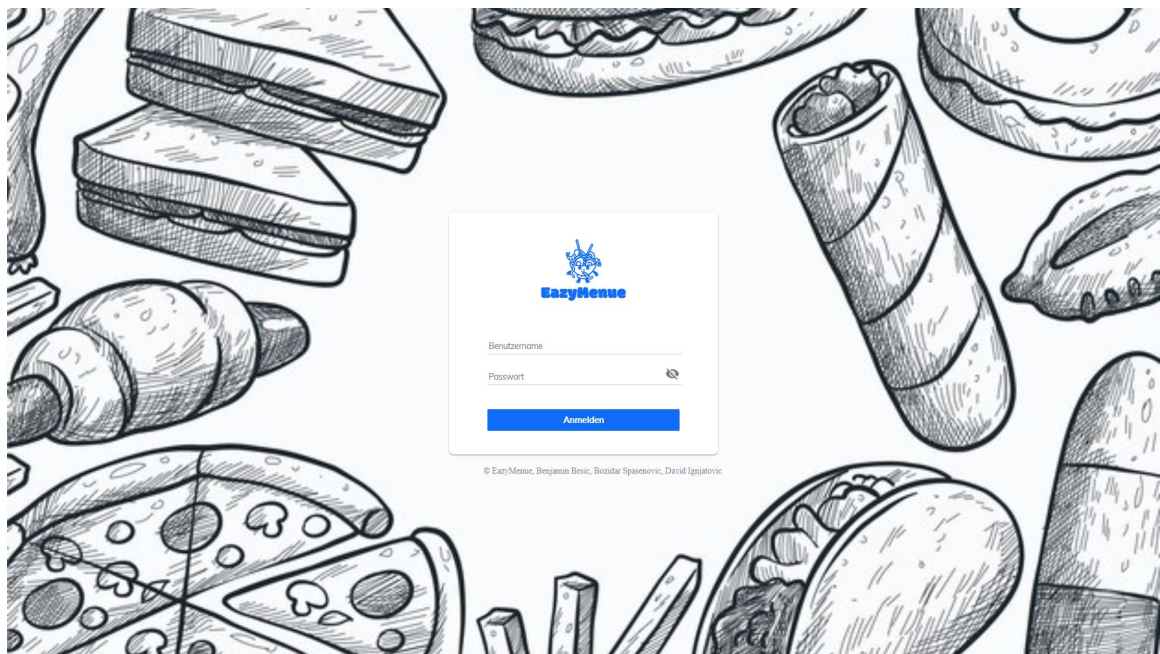 EazyMenue
Benutzername
Passwort
Anmelden
© EazyMenue, Benjamin Besic, Bozidar Spasenovic, David Ignjatovic